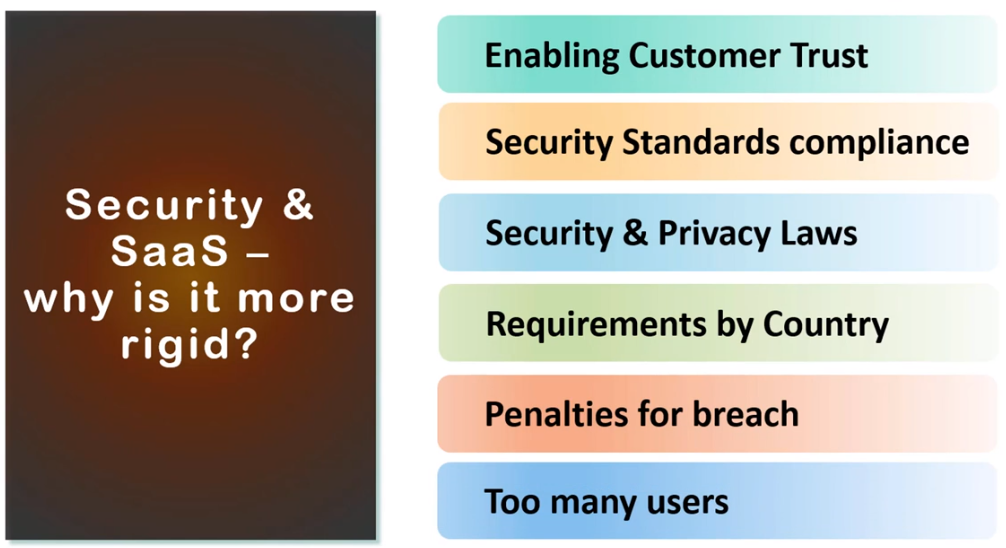 Security &
SaaS –
why is it more
rigid?
Enabling Customer Trust
Security Standards compliance
Security & Privacy Laws
Requirements by Country
Penalties for breach
Too many users